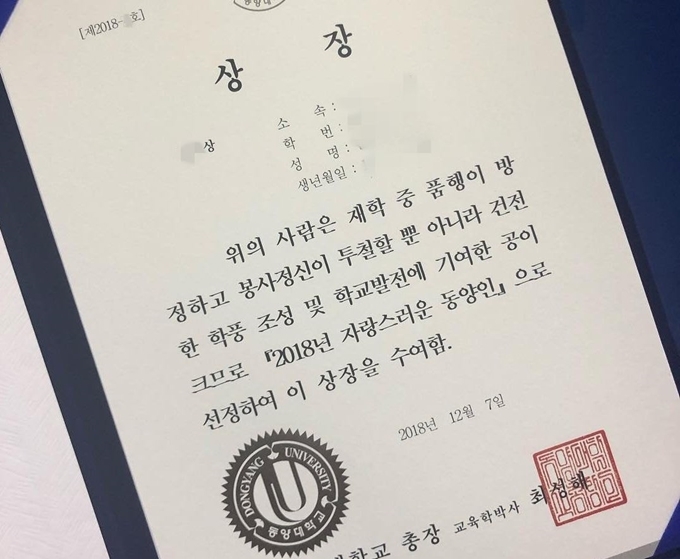 동양대
[제2018- 호]
상 장
상
소 속 :
학 번 :
성 명 :
생년월일 :
위의 사람은 재학 중 품행이 방
정하고 봉사정신이 투철할 뿐 아니라 건전
한 학풍 조성 및 학교발전에 기여한 공이
크므로 『2018년 자랑스러운 동양인』으로
선정하여 이 상장을 수여함.
2018년 12월 7일
DONGYANG UNIVERSITY
동양대학교
대학교 총장 교육학박사 최성해